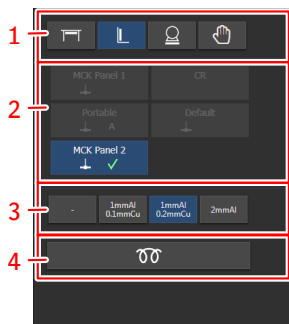 1
2
MCK Panel 1
CR
Portable
A
Default
MCK Panel 2
3
-
1mmAl
0.1mmCu
1mmAl
0.2mmCu
2mmAl
4